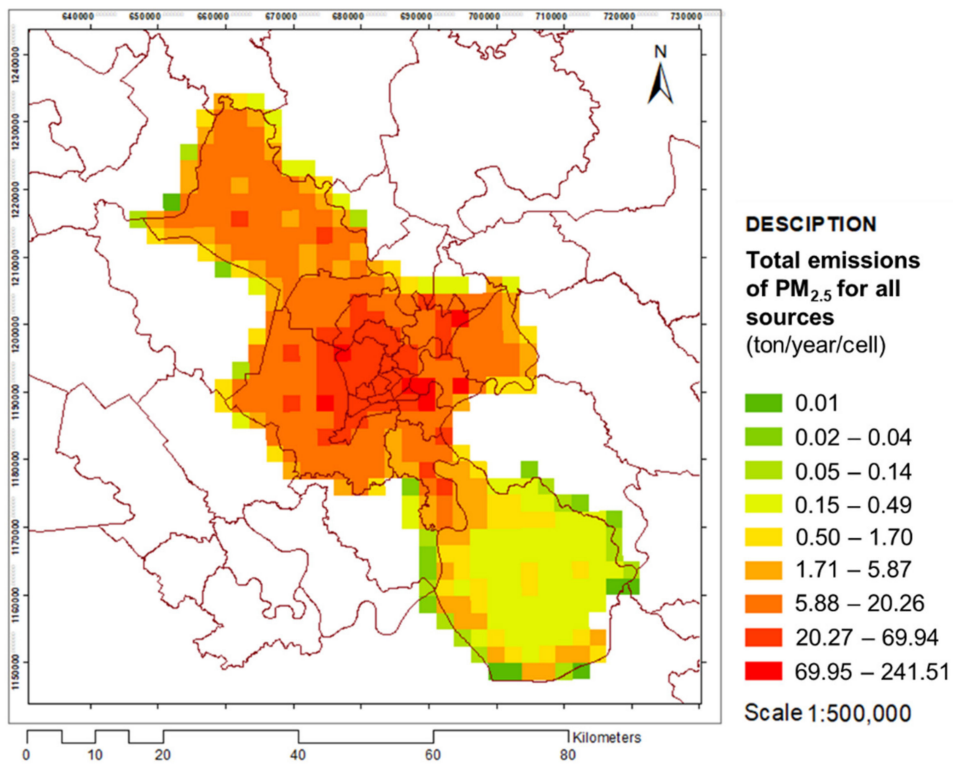 640000 650000 660000 670000 680000 690000 700000 710000 720000 730000
1240000
1230000
1220000
1210000
1200000
1190000
1180000
1170000
1160000
1150000
N
DESCIPTION
Total emissions
of PM2.5 for all
sources
(ton/year/cell)
0.01
0.02 – 0.04
0.05 – 0.14
0.15 – 0.49
0.50 – 1.70
1.71 – 5.87
5.88 – 20.26
20.27 – 69.94
69.95 – 241.51
Scale 1:500,000
Kilometers
0 10 20 40 60 80